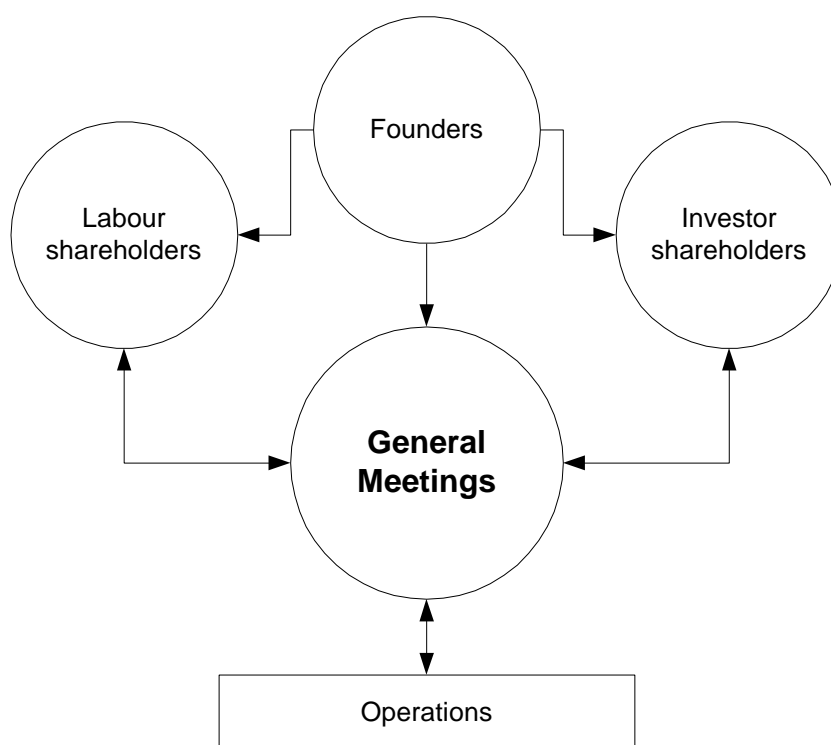 Founders
Labour
shareholders
Investor
shareholders
General
Meetings
Operations